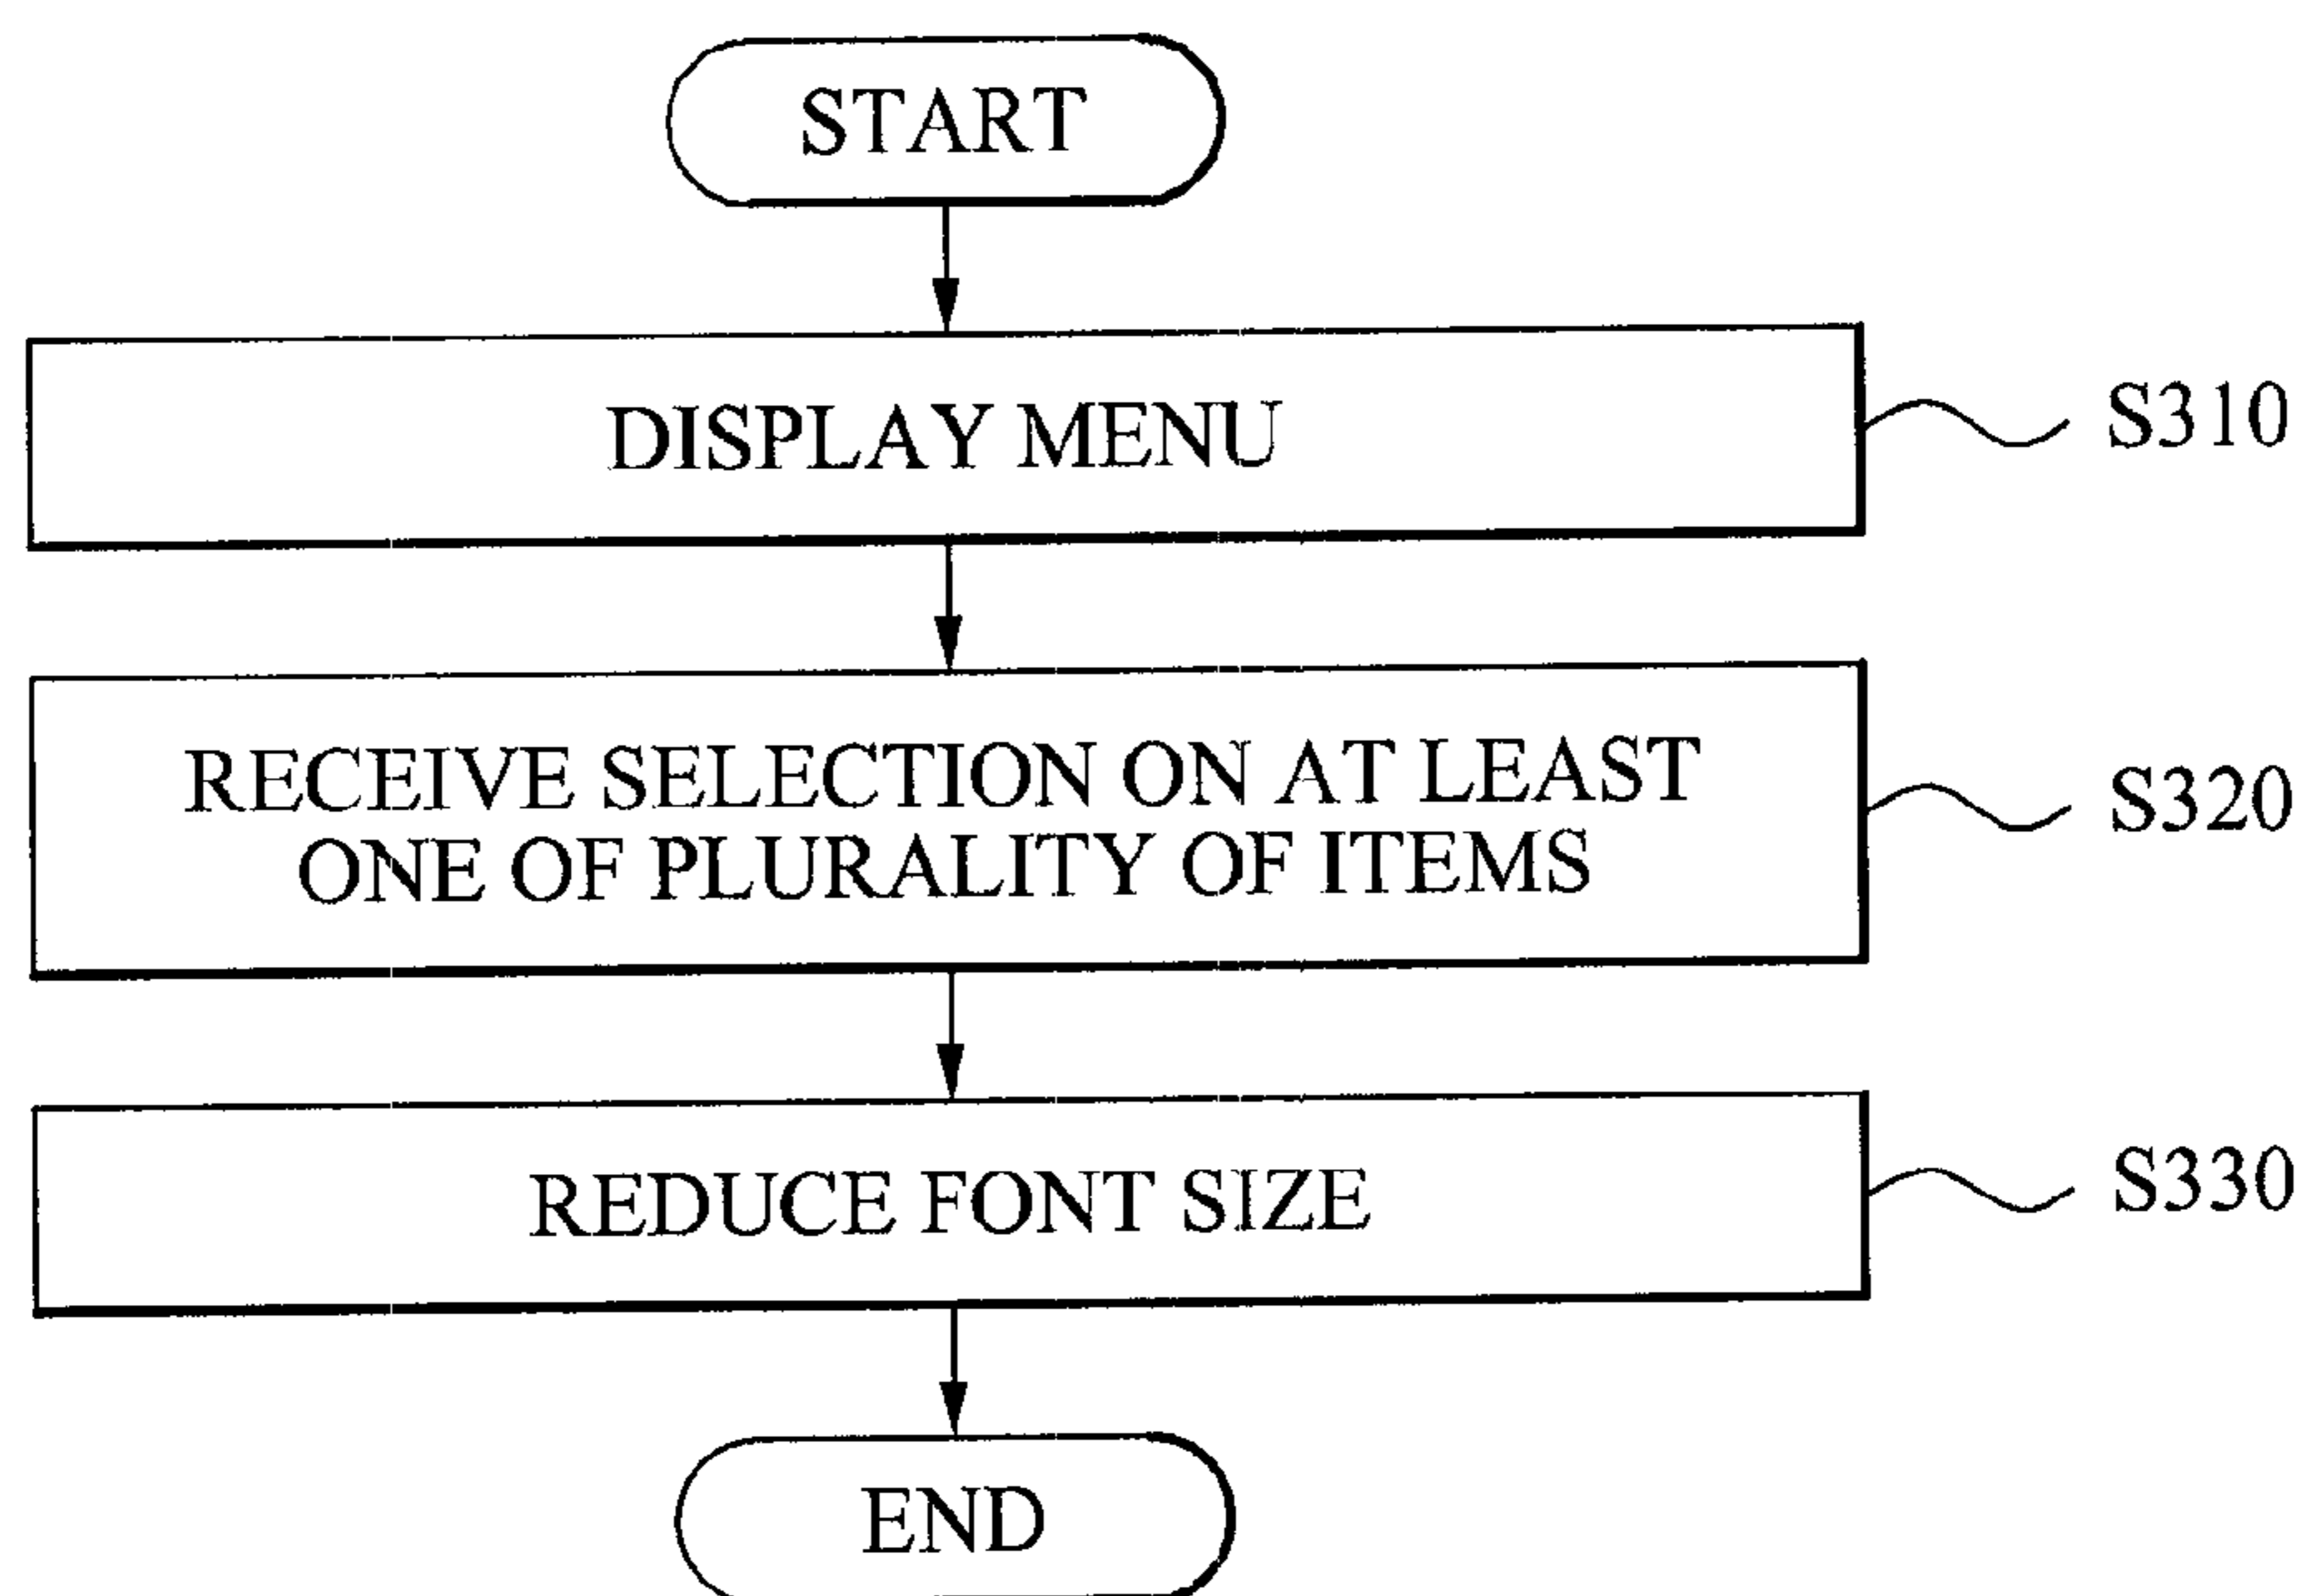 START
DISPLAY MENU
S310
RECEIVE SELECTION ON AT LEAST
ONE OF PLURALITY OF ITEMS
S320
REDUCE FONT SIZE
S330
END